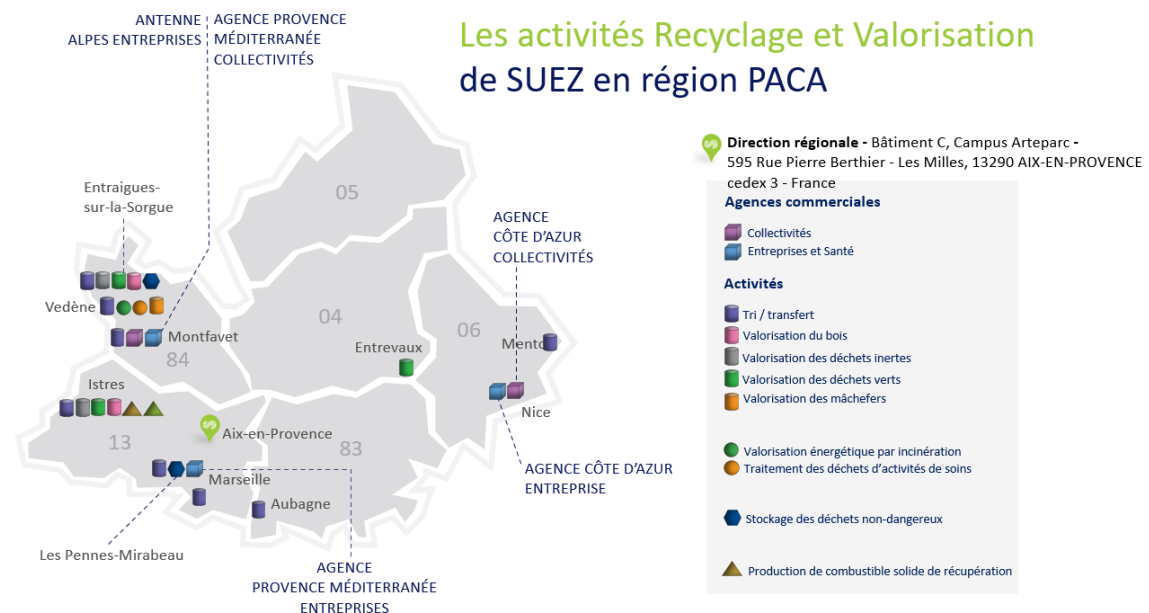 Les activités Recyclage et Valorisation
de SUEZ en région PACA
ANTENNE
ALPES ENTREPRISES
AGENCE PROVENCE
MÉDITERRANÉE
COLLECTIVITÉS
Entraigues-
sur-la-Sorgue
Vedène
Montfavet
84
05
04
06
AGENCE
CÔTE D'AZUR
COLLECTIVITÉS
Entrevaux
Mento
Nice
Istres
13
Aix-en-Provence
83
Marseille
Aubagne
Les Pennes-Mirabeau
AGENCE CÔTE D'AZUR
ENTREPRISE
AGENCE
PROVENCE MÉDITERRANÉE
ENTREPRISES
Direction régionale - Bâtiment C, Campus Arteparc -
595 Rue Pierre Berthier - Les Milles, 13290 AIX-EN-PROVENCE
cedex 3 - France
Agences commerciales
Collectivités
Entreprises et Santé
Activités
Tri / transfert
Valorisation du bois
Valorisation des déchets inertes
Valorisation des déchets verts
Valorisation des mâchefers
Valorisation énergétique par incinération
Traitement des déchets d'activités de soins
Stockage des déchets non-dangereux
Production de combustible solide de récupération